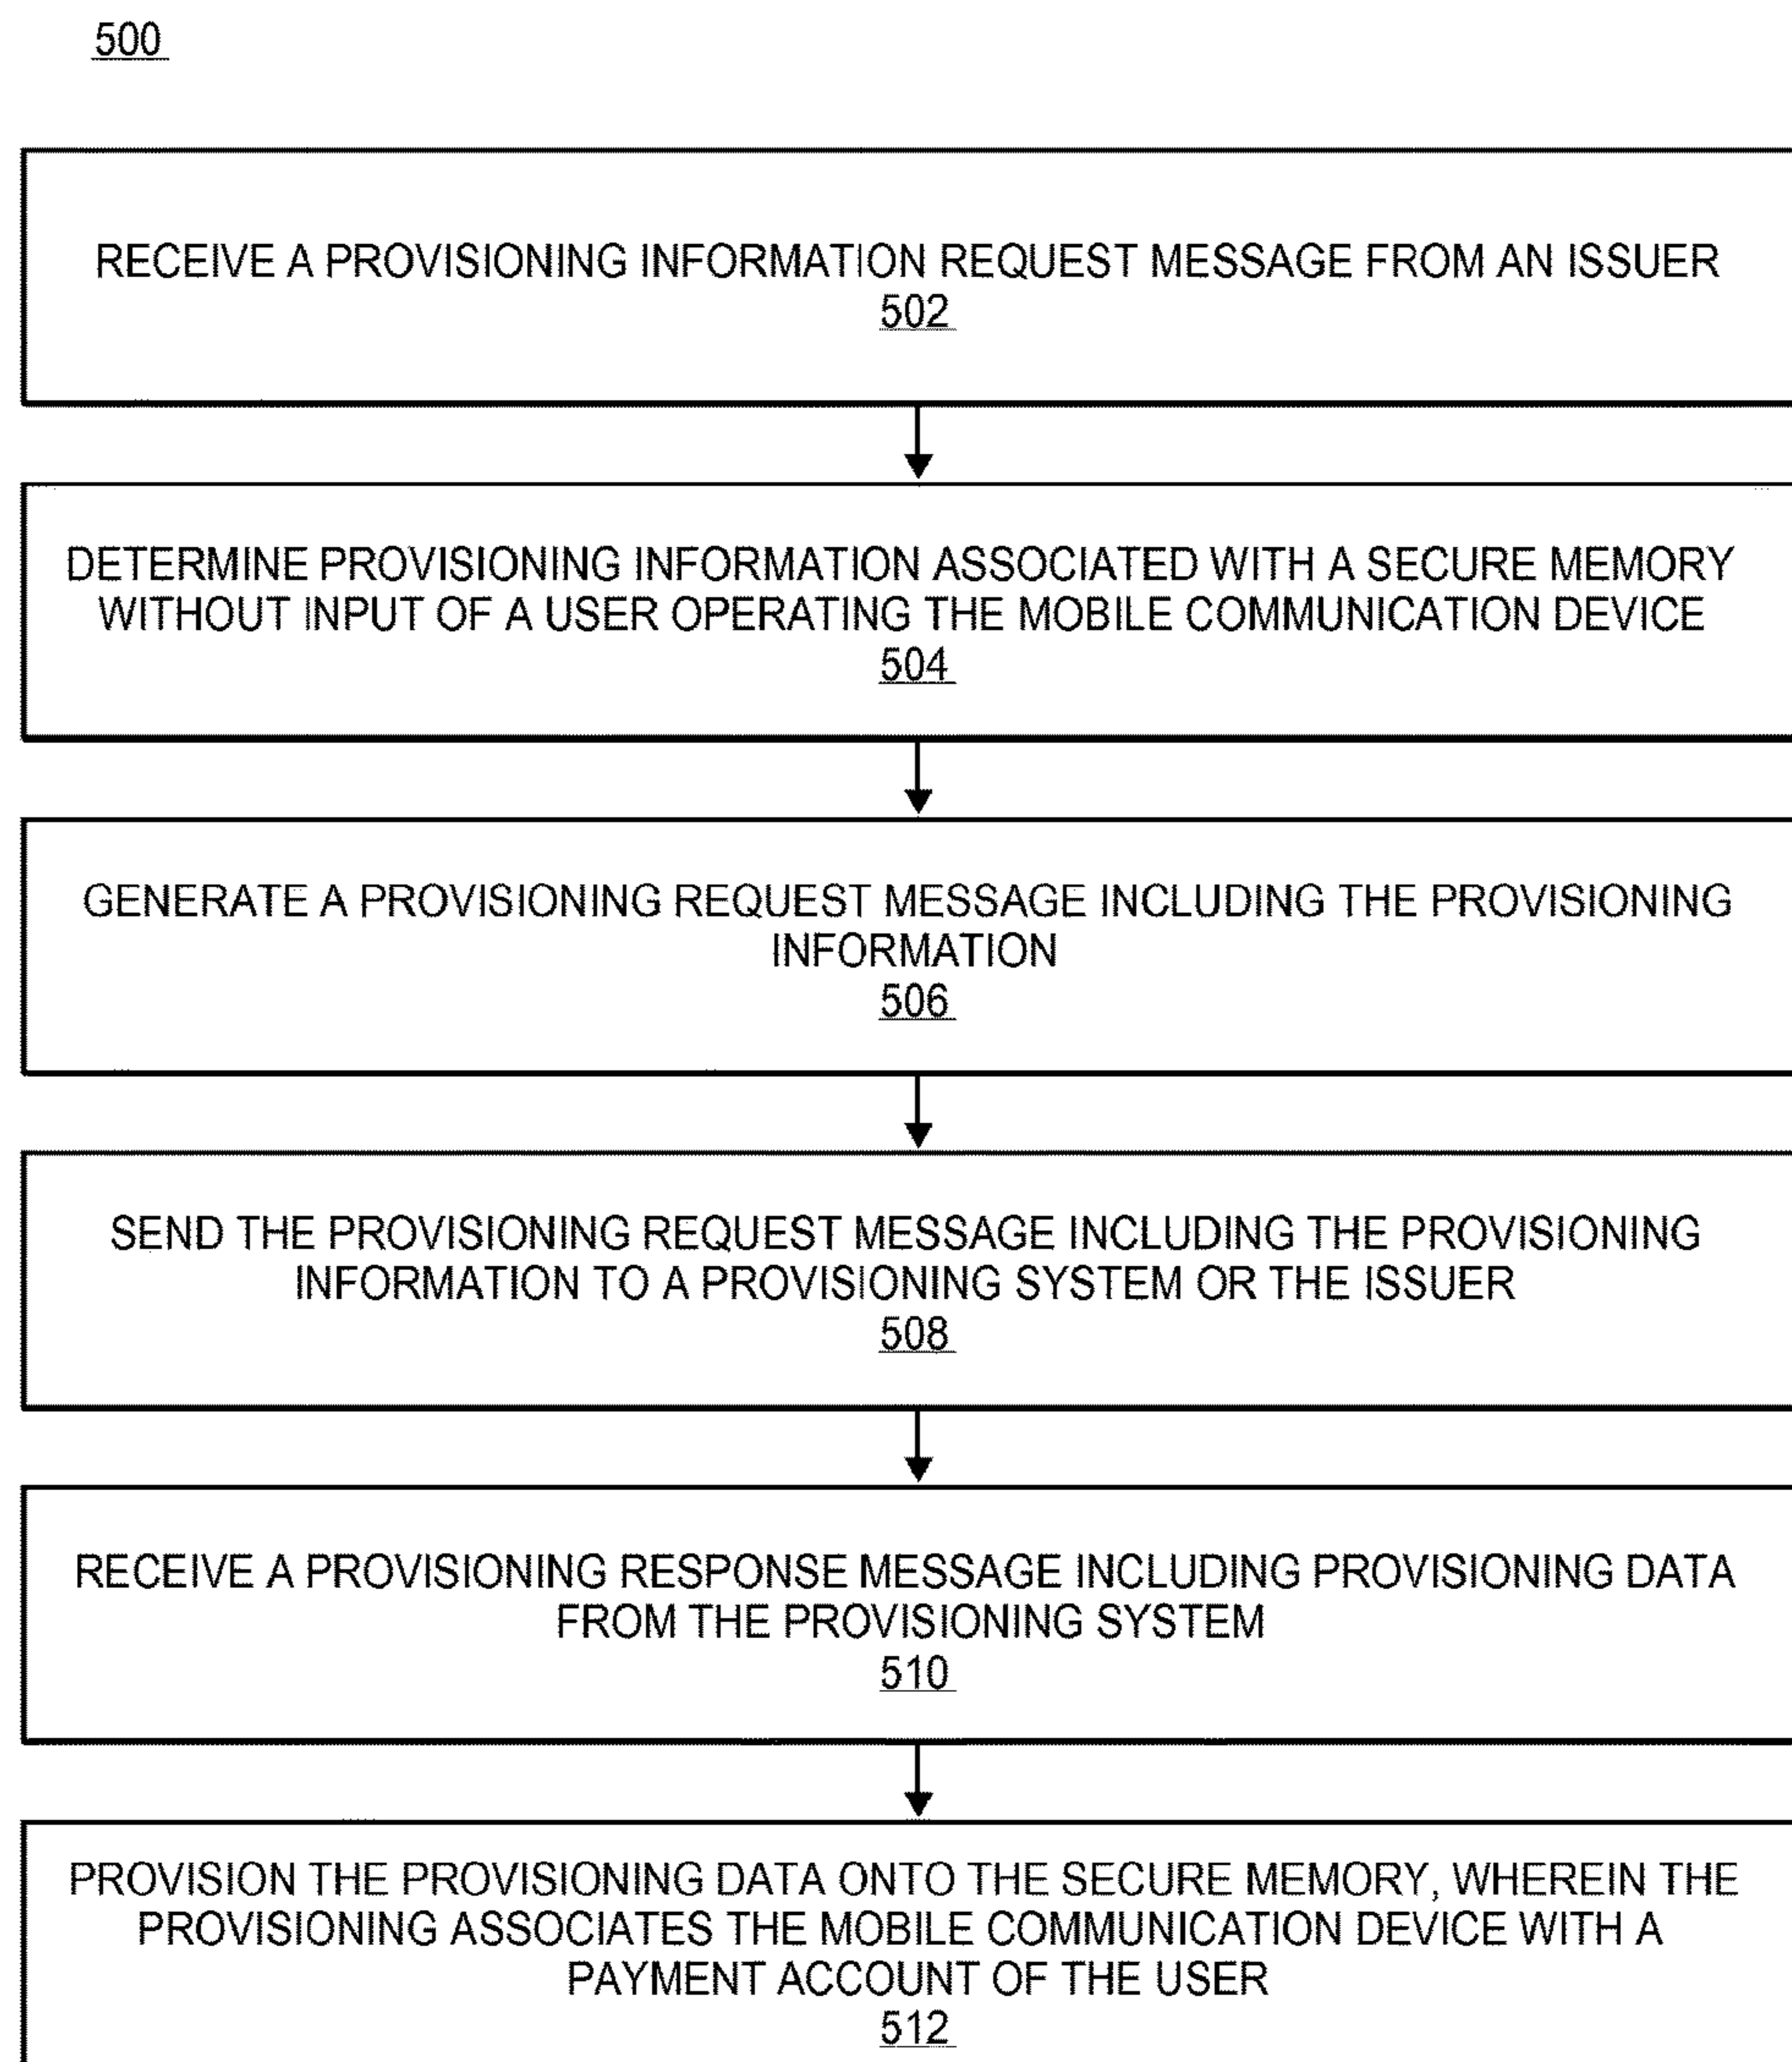 500
RECEIVE A PROVISIONING INFORMATION REQUEST MESSAGE FROM AN ISSUER
502
DETERMINE PROVISIONING INFORMATION ASSOCIATED WITH A SECURE MEMORY
WITHOUT INPUT OF A USER OPERATING THE MOBILE COMMUNICATION DEVICE
504
GENERATE A PROVISIONING REQUEST MESSAGE INCLUDING THE PROVISIONING
INFORMATION
506
SEND THE PROVISIONING REQUEST MESSAGE INCLUDING THE PROVISIONING
INFORMATION TO A PROVISIONING SYSTEM OR THE ISSUER
508
RECEIVE A PROVISIONING RESPONSE MESSAGE INCLUDING PROVISIONING DATA
FROM THE PROVISIONING SYSTEM
510
PROVISION THE PROVISIONING DATA ONTO THE SECURE MEMORY, WHEREIN THE
PROVISIONING ASSOCIATES THE MOBILE COMMUNICATION DEVICE WITH A
PAYMENT ACCOUNT OF THE USER
512